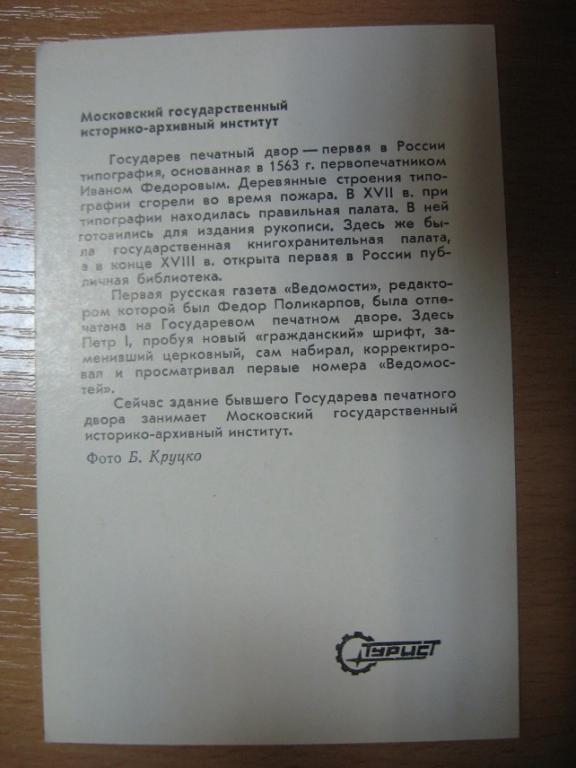 Московский государственный
историко-архивный институт
Государев печатный двор — первая в России
типография, основанная в 1563 г. первопечатником
Иваном Федоровым. Деревянные строения типо-
графии сгорели во время пожара. В XVII в. при
типографии находилась правильная палата. В ней
готовились для издания рукописи. Здесь же бы-
ла государственная книгохранительная палата,
а в конце XVIII в. открыта первая в России пуб-
личная библиотека.
Первая русская газета «Ведомости», редакто-
ром которой был Федор Поликарпов, была отпе-
чатана на Государевом печатном дворе. Здесь
Петр I, пробуя новый «гражданский» шрифт, за-
менивший церковный, сам набирал, корректиро-
вал и просматривал первые номера «Ведомос-
тей».
Сейчас здание бывшего Государева печатного
двора занимает Московский государственный
историко-архивный институт.
Фото Б. Круцко
ТУРИСТ